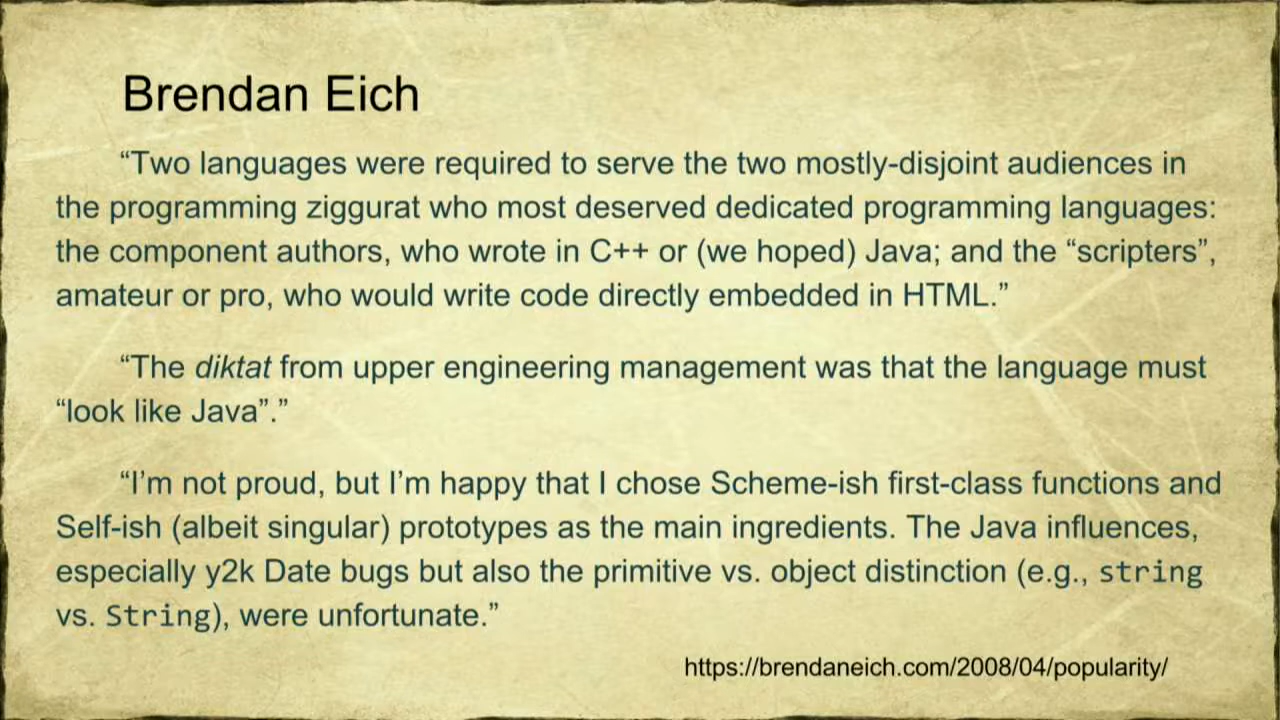 Brendan Eich
“Two languages were required to serve the two mostly-disjoint audiences in
the programming ziggurat who most deserved dedicated programming languages:
the component authors, who wrote in C++ or (we hoped) Java; and the “scripters”,
amateur or pro, who would write code directly embedded in HTML.”
“The diktat from upper engineering management was that the language must
“look like Java”.”
“I’m not proud, but I’m happy that I chose Scheme-ish first-class functions and
Self-ish (albeit singular) prototypes as the main ingredients. The Java influences,
especially y2k Date bugs but also the primitive vs. object distinction (e.g., string
vs. String), were unfortunate.”
https://brendaneich.com/2008/04/popularity/